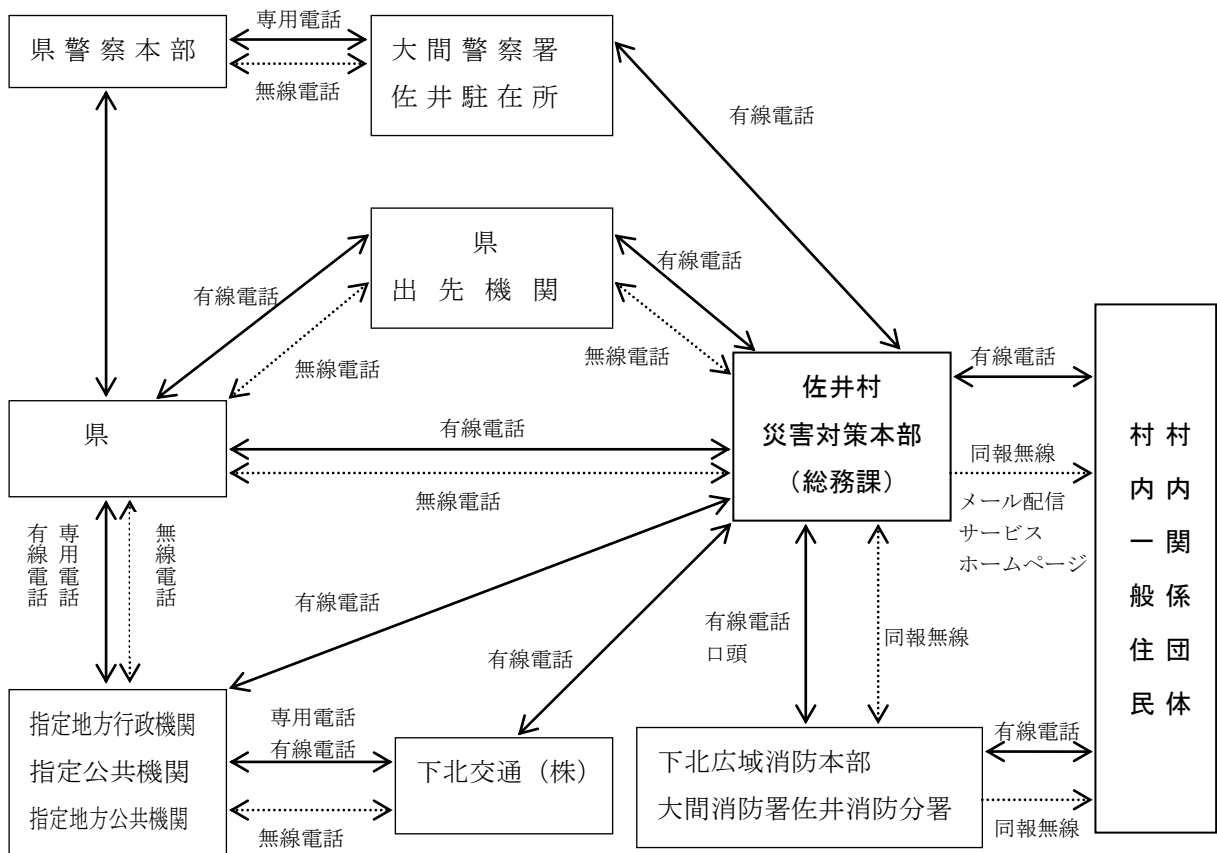 専用電話
県警察本部
大間警察署
佐井駐在所
無線電話
有線電話
県
出先機関
有線電話
有線電話
無線電話
無線電話
県
有線電話
無線電話
佐井村
災害対策本部
（総務課）
有線電話
同報無線
メール配信
サービス
ホームページ
村内関係団体
村内一般住民
無線電話
専用電話
有線電話
有線電話
有線電話
有線電話
口頭
同報無線
指定地方行政機関
指定公共機関
指定地方公共機関
専用電話
有線電話
無線電話
下北交通（株）
下北広域消防本部
大間消防署佐井消防分署
有線電話
同報無線